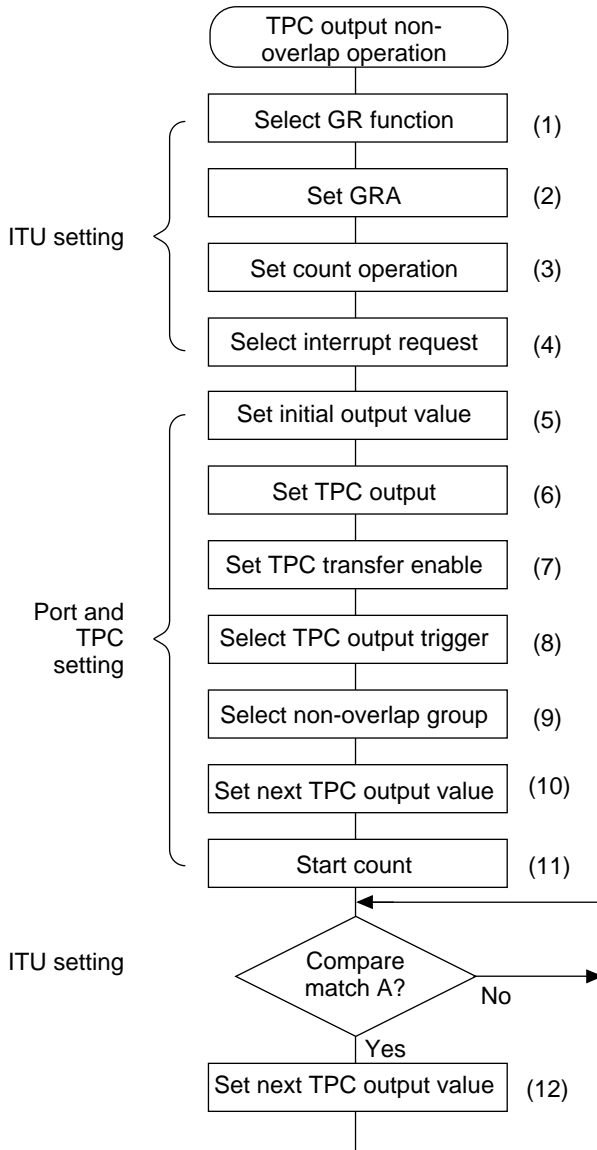 TPC output non-
overlap operation
Select GR function (1)
Set GRA (2)
ITU setting
Set count operation (3)
Select interrupt request (4)
Set initial output value (5)
Set TPC output (6)
Set TPC transfer enable (7)
Port and
TPC
setting
Select TPC output trigger (8)
Select non-overlap group (9)
Set next TPC output value (10)
Start count (11)
ITU setting
Compare
match A?
No
Yes
Set next TPC output value (12)